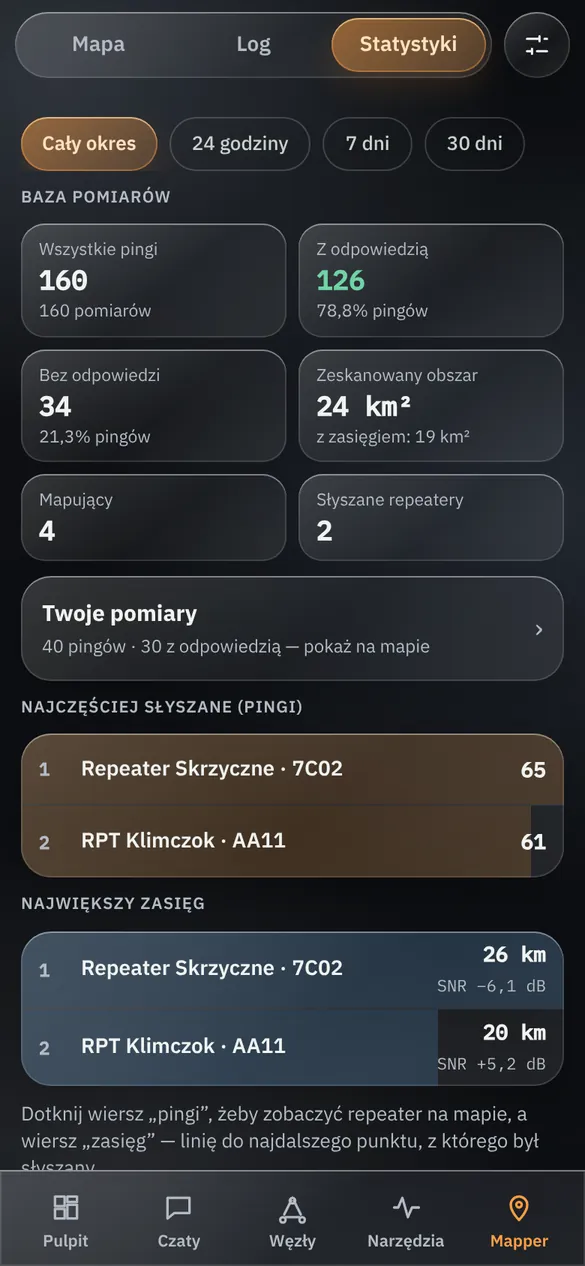 Mapa Log Statystyki
Cały okres 24 godziny 7 dni 30 dni
BAZA POMIARÓW
Wszystkie pingi
160
160 pomiarów
Z odpowiedzią
126
78,8% pingów
Bez odpowiedzi
34
21,3% pingów
Zeskanowany obszar
24 km²
z zasięgiem: 19 km²
Mapujący
4
Słyszane repeatery
2
Twoje pomiary
40 pingów · 30 z odpowiedzią — pokaż na mapie
NAJCZĘŚCIEJ SŁYSZANE (PINGI)
1 Repeater Skrzyczne · 7C02 65
2 RPT Klimczok · AA11 61
NAJWIĘKSZY ZASIĘG
1 Repeater Skrzyczne · 7C02 26 km
SNR −6,1 dB
2 RPT Klimczok · AA11 20 km
SNR +5,2 dB
Dotknij wiersz „pingi”, żeby zobaczyć repeater na mapie, a
wiersz „zasięg” — linię do najdalszego punktu, z którego był
słyszany.
Pulpit Czaty Węzły Narzędzia Mapper